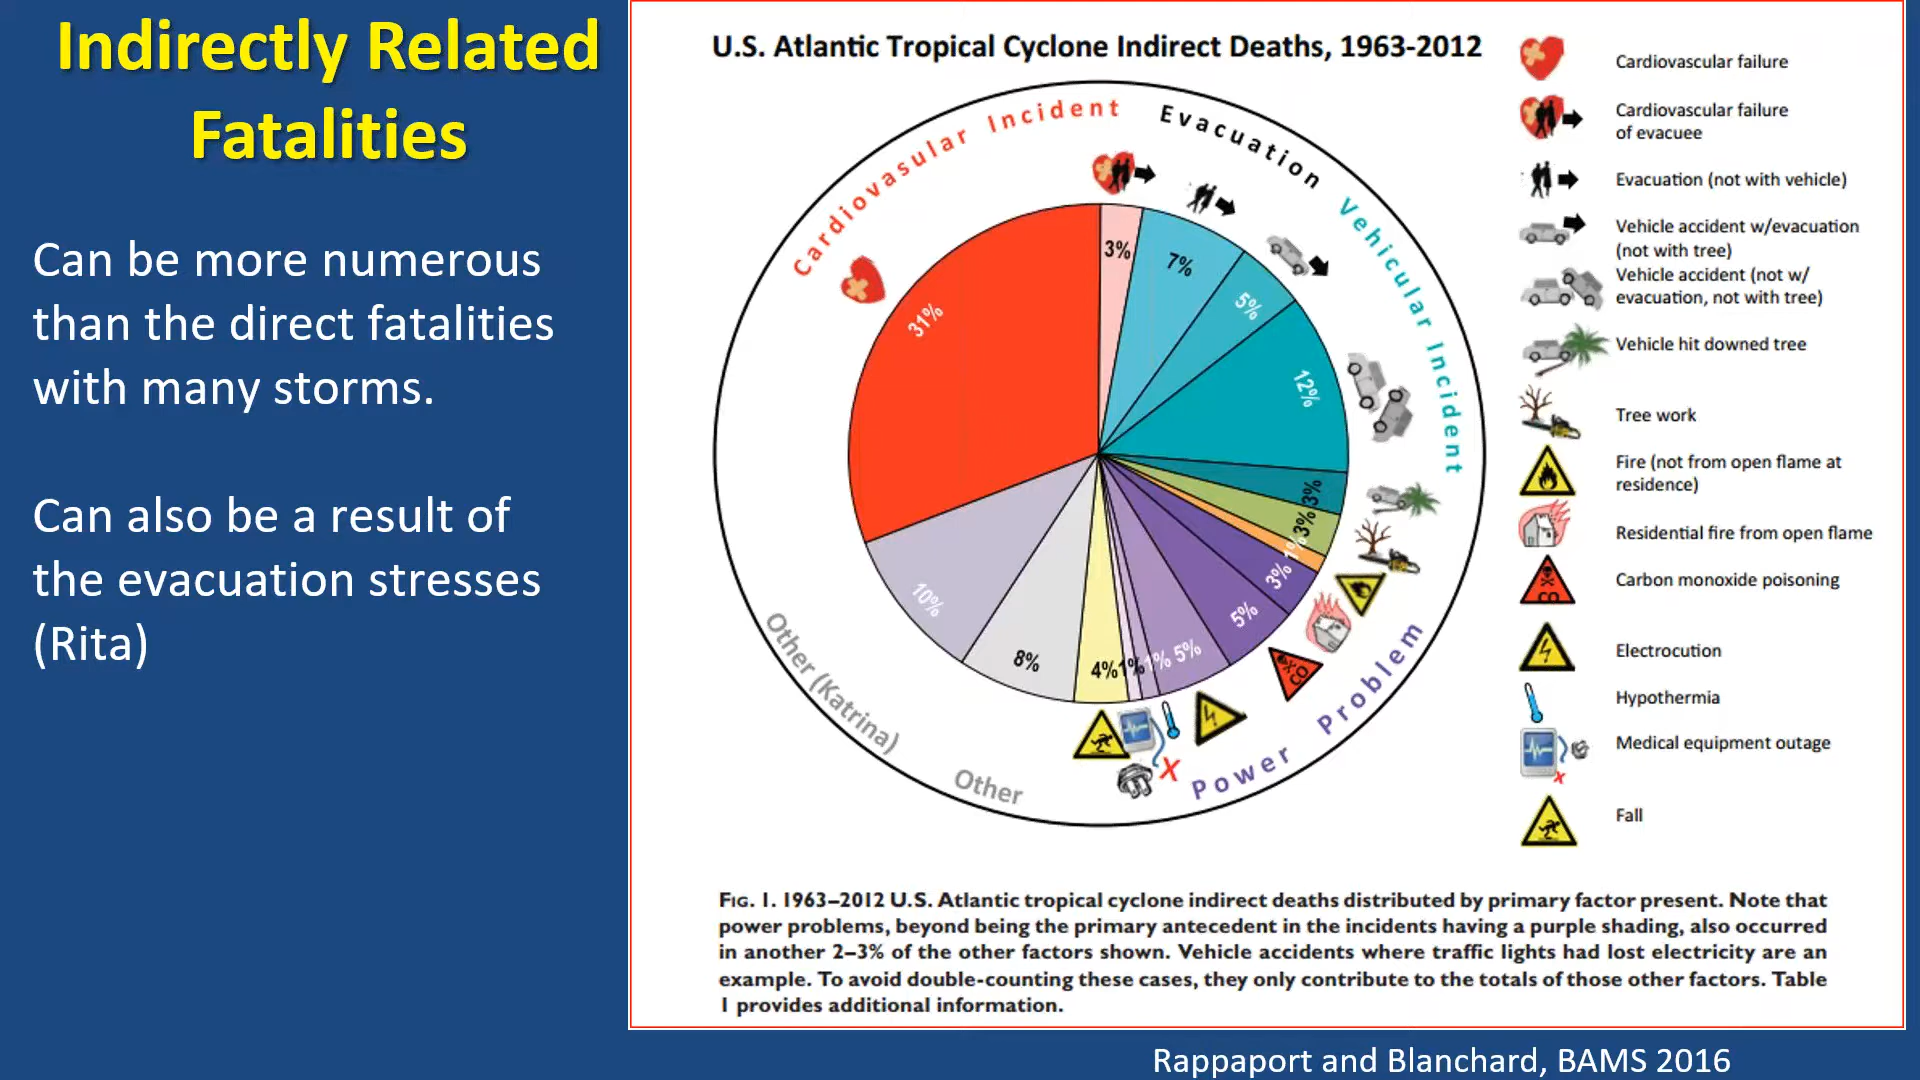 Indirectly Related
Fatalities
Can be more numerous
than the direct fatalities
with many storms.
Can also be a result of
the evacuation stresses
(Rita)
U.S. Atlantic Tropical Cyclone Indirect Deaths, 1963-2012
Cardiovasular Incident
Evacuation
Vehicular Incident
Power Problem
Other
Other (Katrina)
3%
7%
5%
12%
3%
3%
1%
3%
5%
5%
1%
1%
4%
8%
10%
31%
CO
Cardiovascular failure
Cardiovascular failure
of evacuee
Evacuation (not with vehicle)
Vehicle accident w/evacuation
(not with tree)
Vehicle accident (not w/
evacuation, not with tree)
Vehicle hit downed tree
Tree work
Fire (not from open flame at
residence)
Residential fire from open flame
CO
Carbon monoxide poisoning
Electrocution
Hypothermia
Medical equipment outage
Fall
FIG. 1. 1963–2012 U.S. Atlantic tropical cyclone indirect deaths distributed by primary factor present. Note that
power problems, beyond being the primary antecedent in the incidents having a purple shading, also occurred
in another 2–3% of the other factors shown. Vehicle accidents where traffic lights had lost electricity are an
example. To avoid double-counting these cases, they only contribute to the totals of those other factors. Table
1 provides additional information.
Rappaport and Blanchard, BAMS 2016